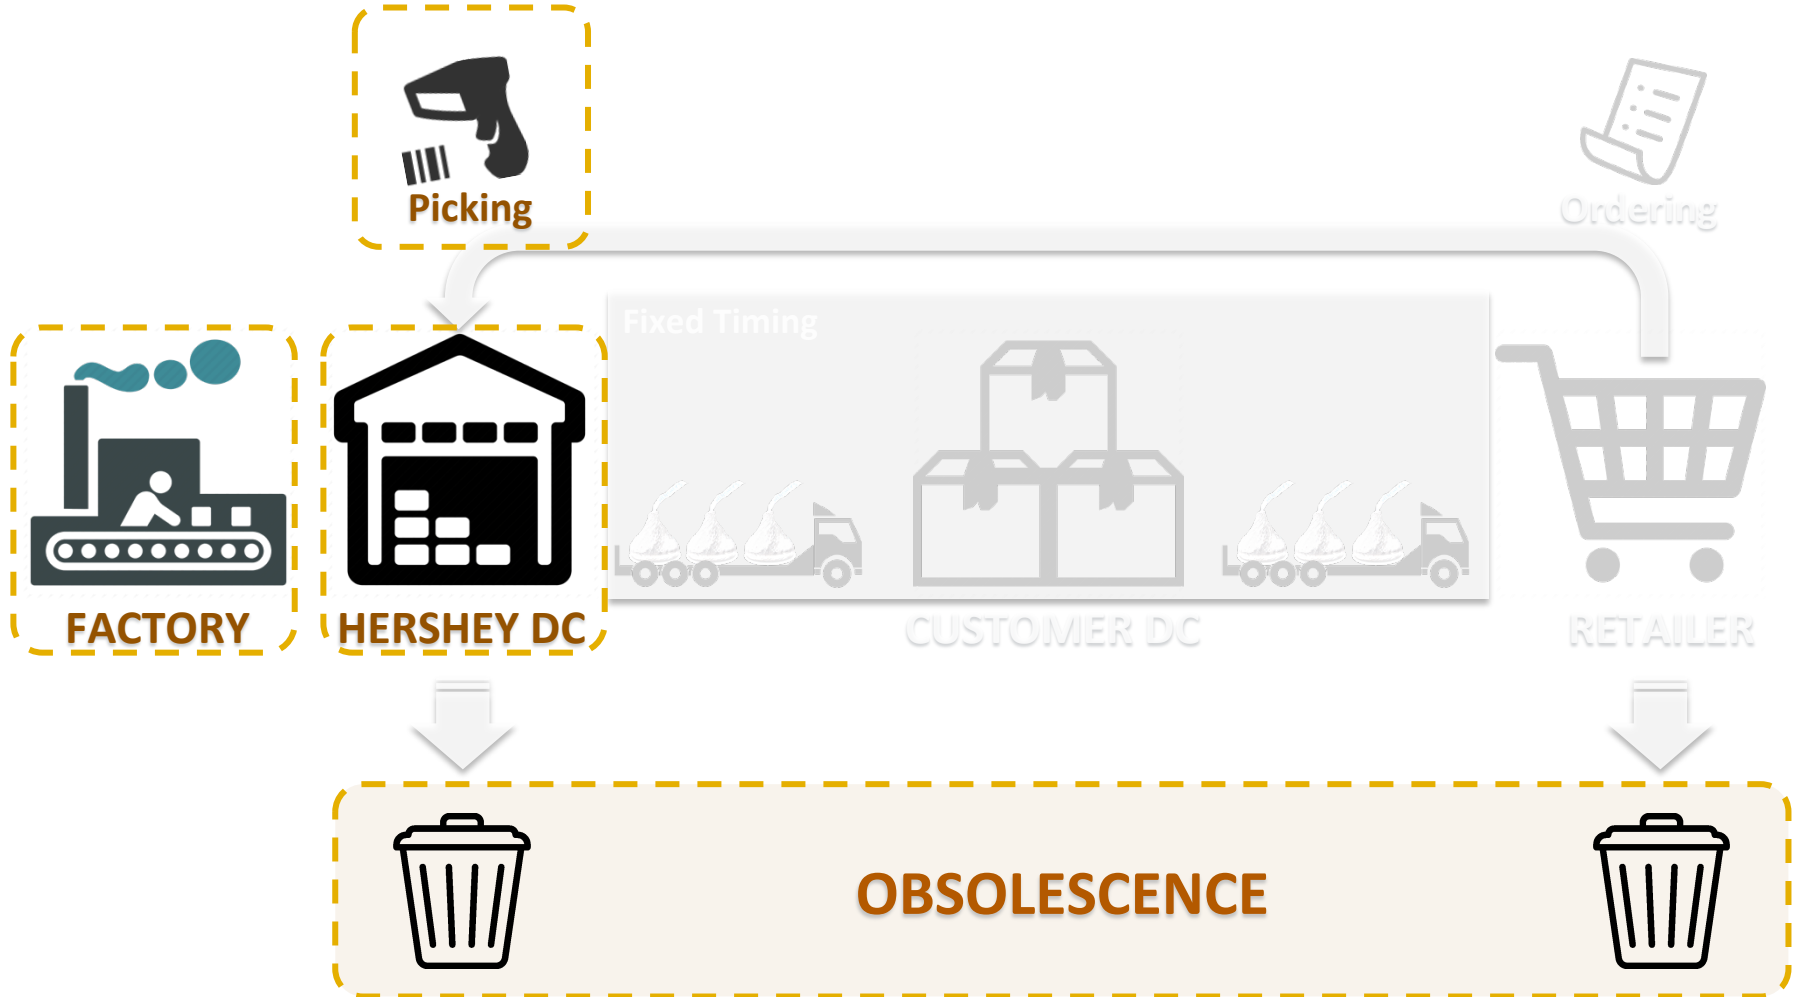 Picking
Ordering
Fixed Timing
FACTORY
HERSHEY DC
CUSTOMER DC
RETAILER
OBSOLESCENCE